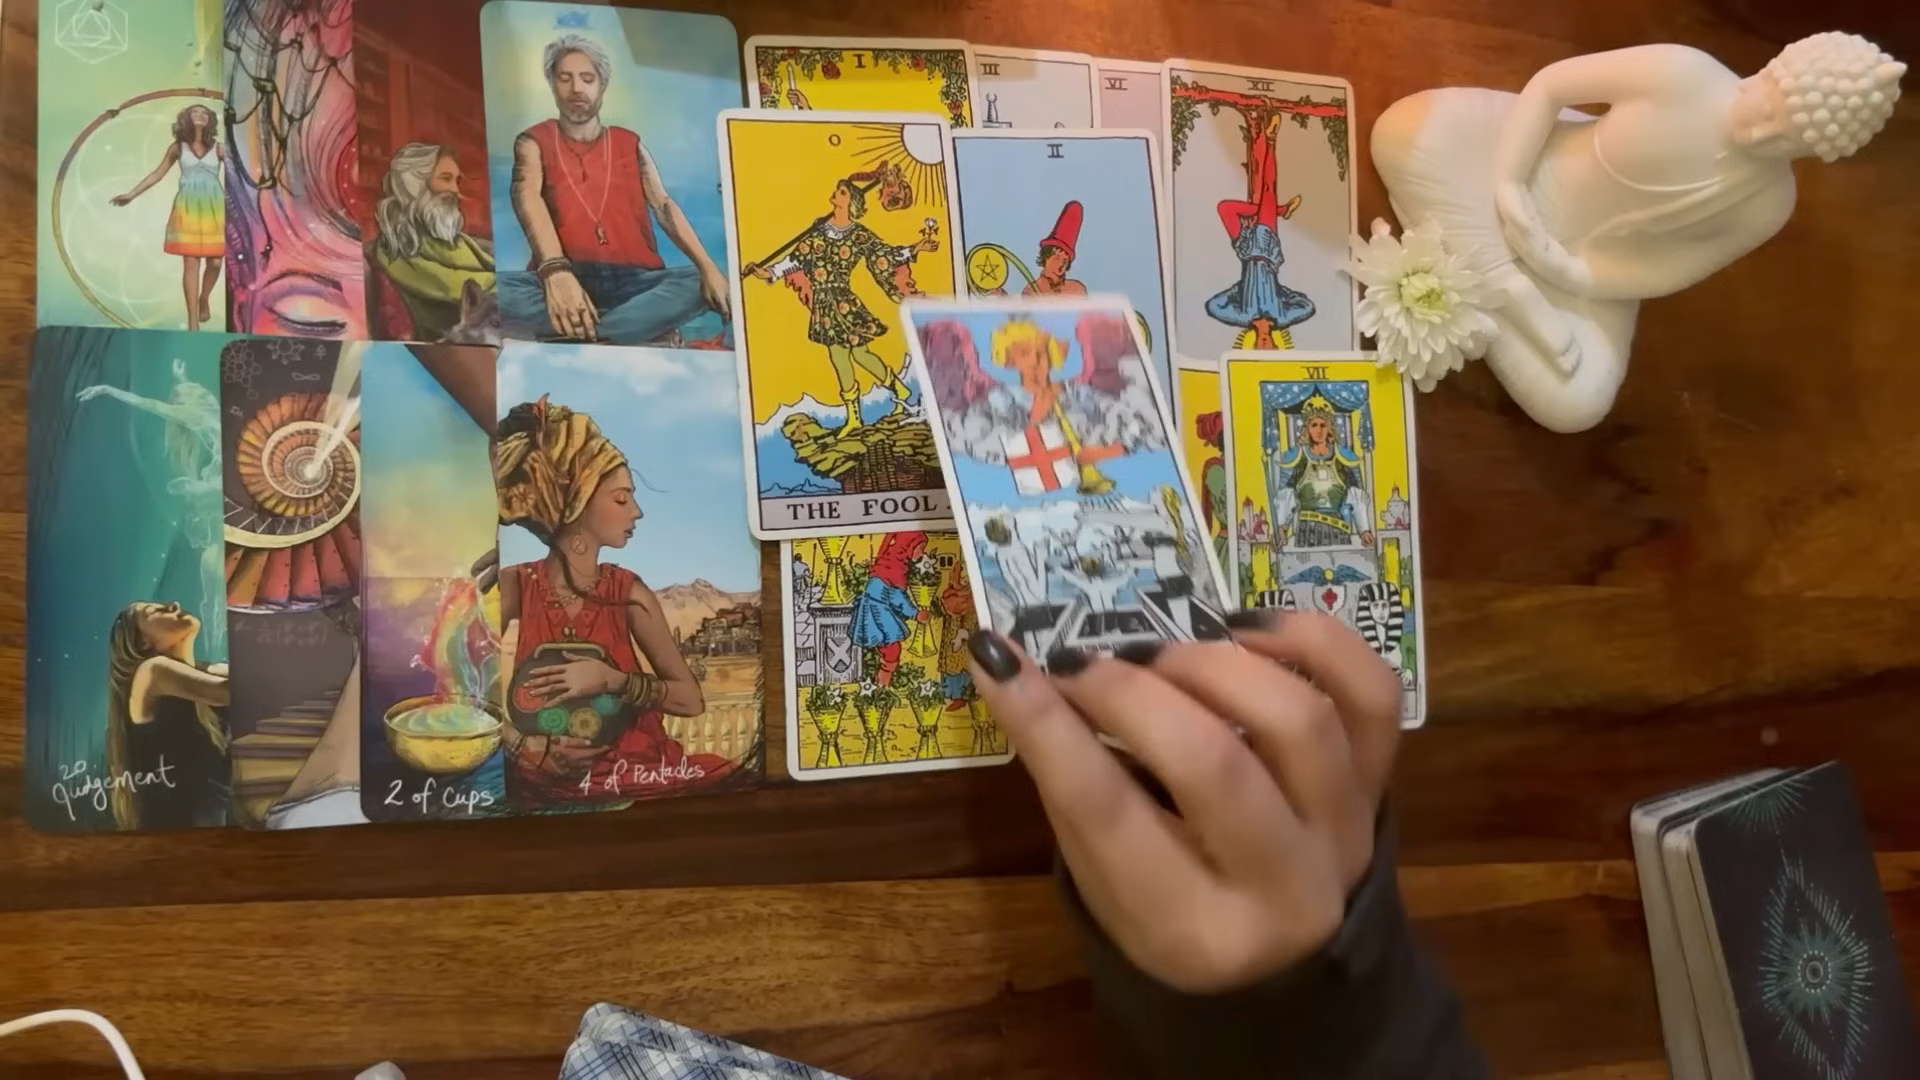 I
III
VI
XII
0
II
VII
THE FOOL.
20
Judgement
2 of Cups
4 of Pentacles